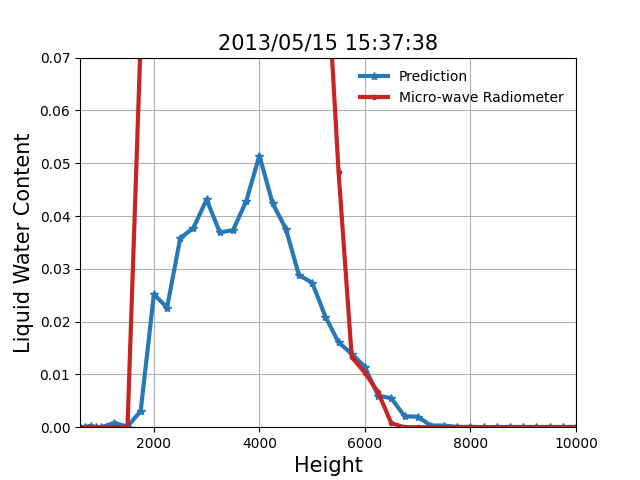 2013/05/15 15:37:38
Liquid Water Content
0.07
0.06
0.05
0.04
0.03
0.02
0.01
0.00
Prediction
Micro-wave Radiometer
2000 4000 6000 8000 10000
Height